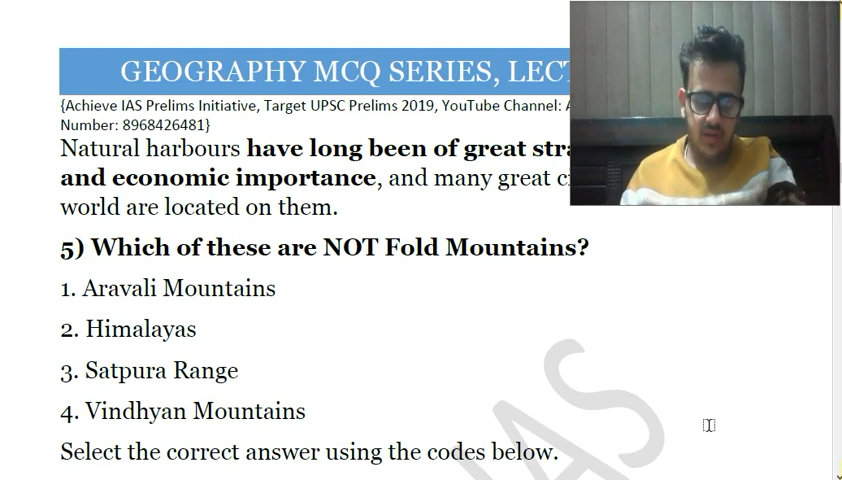 GEOGRAPHY MCQ SERIES, LECT
{Achieve IAS Prelims Initiative, Target UPSC Prelims 2019, YouTube Channel: A
Number: 8968426481}
Natural harbours have long been of great stra
and economic importance, and many great ci
world are located on them.
5) Which of these are NOT Fold Mountains?
1. Aravali Mountains
2. Himalayas
3. Satpura Range
4. Vindhyan Mountains
Select the correct answer using the codes below.
IAS